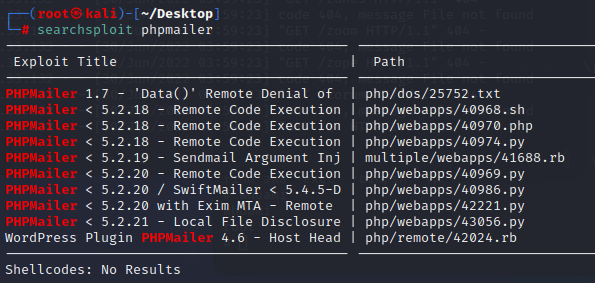 (root㉿kali)-[~/Desktop]
# searchsploit phpmailer
Exploit Title | Path
PHPMailer 1.7 - 'Data()' Remote Denial of | php/dos/25752.txt
PHPMailer < 5.2.18 - Remote Code Execution | php/webapps/40968.sh
PHPMailer < 5.2.18 - Remote Code Execution | php/webapps/40970.php
PHPMailer < 5.2.18 - Remote Code Execution | php/webapps/40974.py
PHPMailer < 5.2.19 - Sendmail Argument Inj | multiple/webapps/41688.rb
PHPMailer < 5.2.20 - Remote Code Execution | php/webapps/40969.py
PHPMailer < 5.2.20 / SwiftMailer < 5.4.5-D | php/webapps/40986.py
PHPMailer < 5.2.20 with Exim MTA - Remote | php/webapps/42221.py
PHPMailer < 5.2.21 - Local File Disclosure | php/webapps/43056.py
WordPress Plugin PHPMailer 4.6 - Host Head | php/remote/42024.rb
Shellcodes: No Results